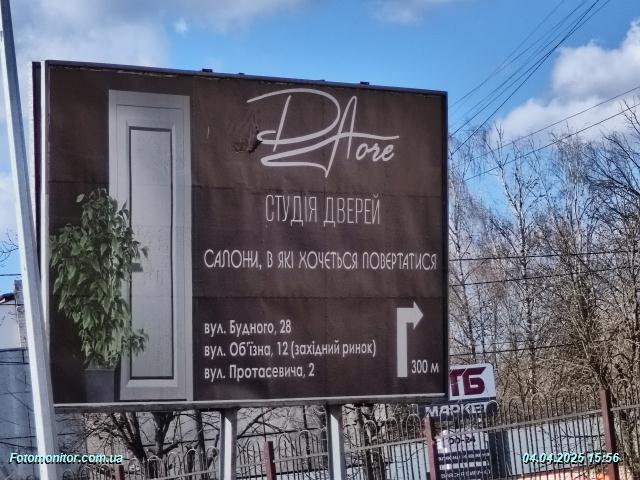 DAore
СТУДІЯ ДВЕРЕЙ
САЛОНИ, В ЯКІ ХОЧЕТЬСЯ ПОВЕРТАТИСЯ
вул. Будного, 28
вул. Об'їзна, 12 (західний ринок)
вул. Протасевича, 2
300 м
ТБ
МАРКЕТ
Fotomonitor.com.ua
04.04.2025 15:56